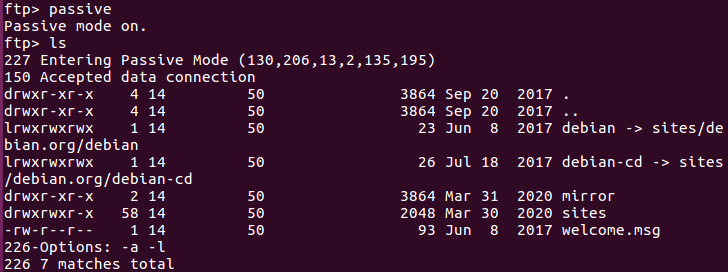 ftp> passive
Passive mode on.
ftp> ls
227 Entering Passive Mode (130,206,13,2,135,195)
150 Accepted data connection
drwxr-xr-x    4 14         50               3864 Sep 20  2017 .
drwxr-xr-x    4 14         50               3864 Sep 20  2017 ..
lrwxrwxrwx    1 14         50                 23 Jun  8  2017 debian -> sites/de
bian.org/debian
lrwxrwxrwx    1 14         50                 26 Jul 18  2017 debian-cd -> sites
/debian.org/debian-cd
drwxr-xr-x    2 14         50               3864 Mar 31  2020 mirror
drwxrwxr-x   58 14         50               2048 Mar 30  2020 sites
-rw-r--r--    1 14         50                 93 Jun  8  2017 welcome.msg
226-Options: -a -l
226 7 matches total